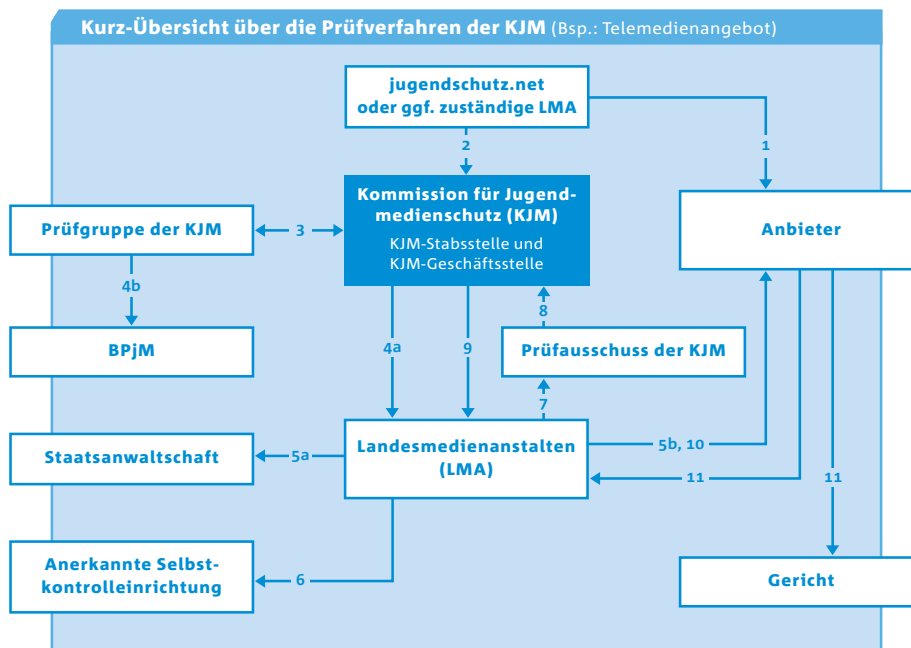 Kurz-Übersicht über die Prüfverfahren der KJM (Bsp.: Telemedienangebot)
jugendschutz.net
oder ggf. zuständige LMA
2
1
Kommission für Jugend-
medienschutz (KJM)
KJM-Stabsstelle und
KJM-Geschäftsstelle
Prüfgruppe der KJM
3
Anbieter
4b
8
BPjM
4a
9
Prüfausschuss der KJM
7
Staatsanwaltschaft
5a
Landesmedienanstalten
(LMA)
5b, 10
11
11
Anerkannte Selbst-
kontrolleinrichtung
6
Gericht